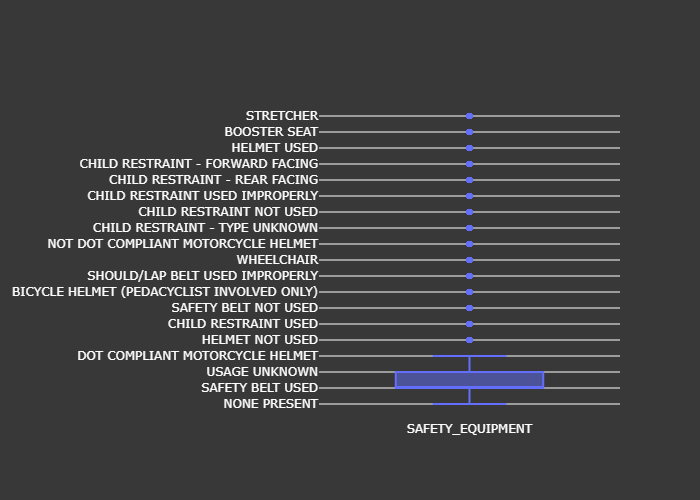 STRETCHER
BOOSTER SEAT
HELMET USED
CHILD RESTRAINT - FORWARD FACING
CHILD RESTRAINT - REAR FACING
CHILD RESTRAINT USED IMPROPERLY
CHILD RESTRAINT NOT USED
CHILD RESTRAINT - TYPE UNKNOWN
NOT DOT COMPLIANT MOTORCYCLE HELMET
WHEELCHAIR
SHOULD/LAP BELT USED IMPROPERLY
BICYCLE HELMET (PEDACYCLIST INVOLVED ONLY)
SAFETY BELT NOT USED
CHILD RESTRAINT USED
HELMET NOT USED
DOT COMPLIANT MOTORCYCLE HELMET
USAGE UNKNOWN
SAFETY BELT USED
NONE PRESENT
SAFETY_EQUIPMENT